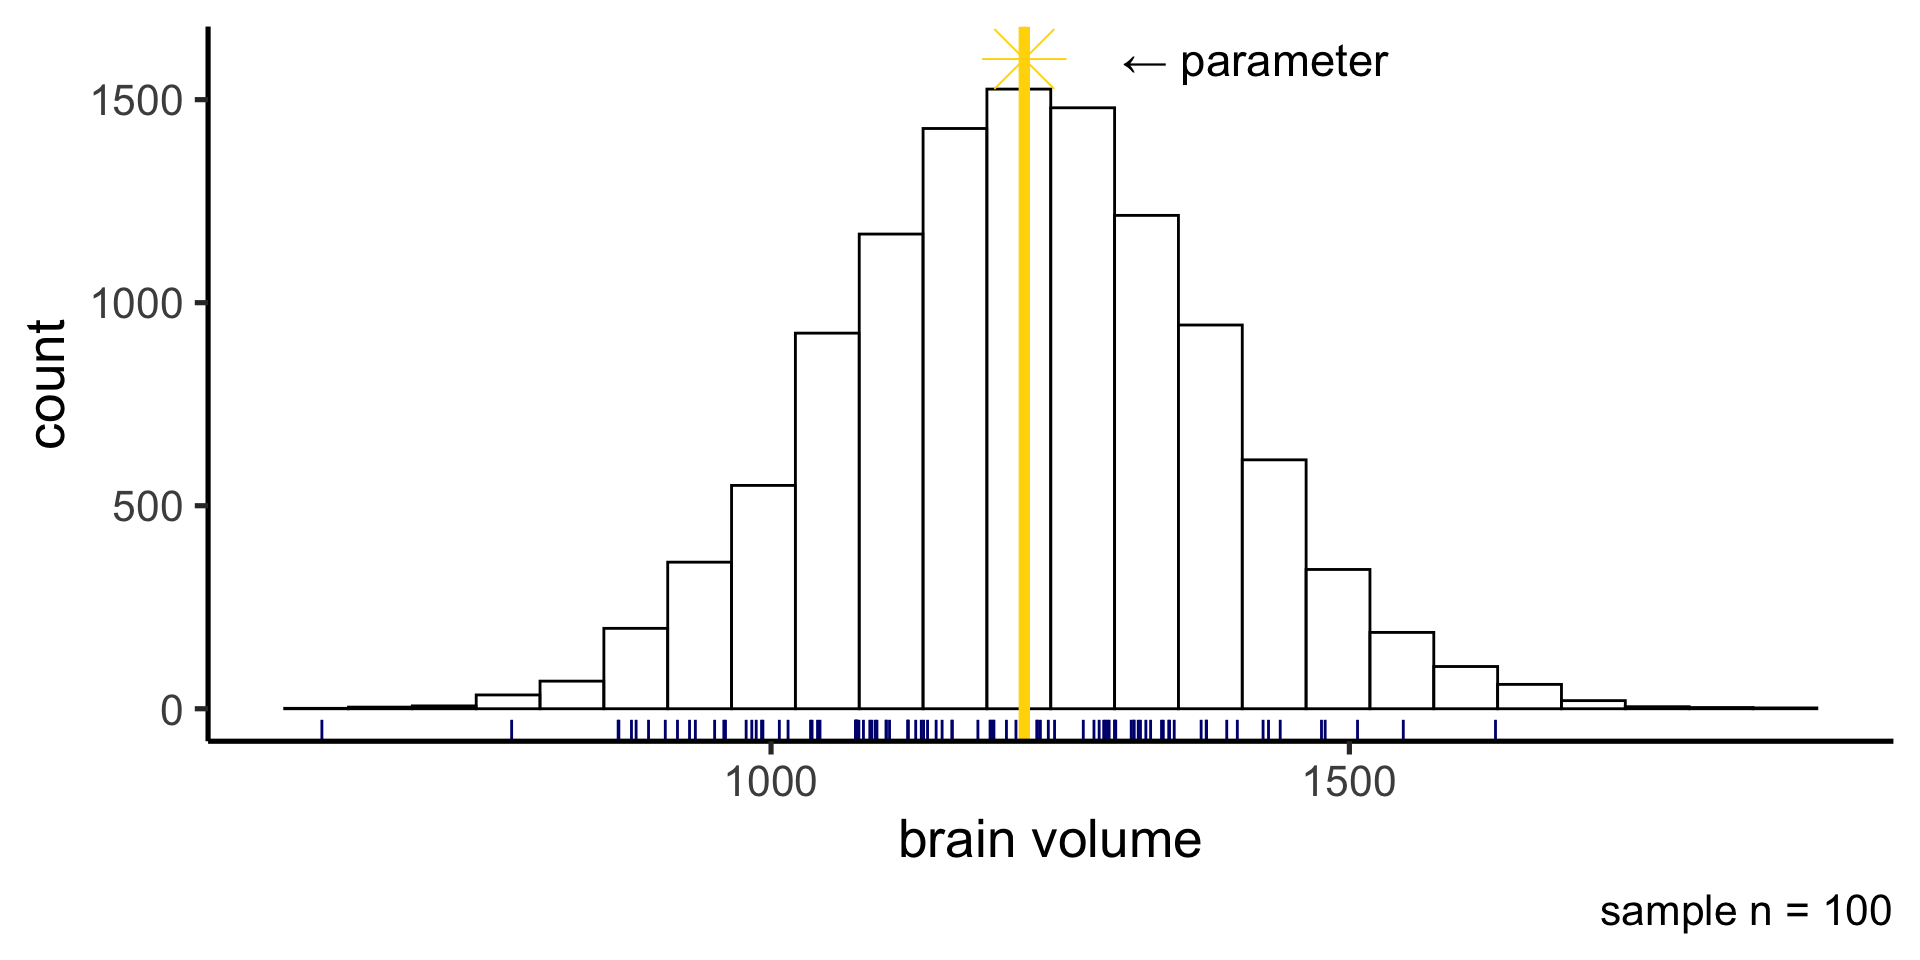 ← parameter
1500
1000
500
0
count
1000 1500
brain volume
sample n = 100